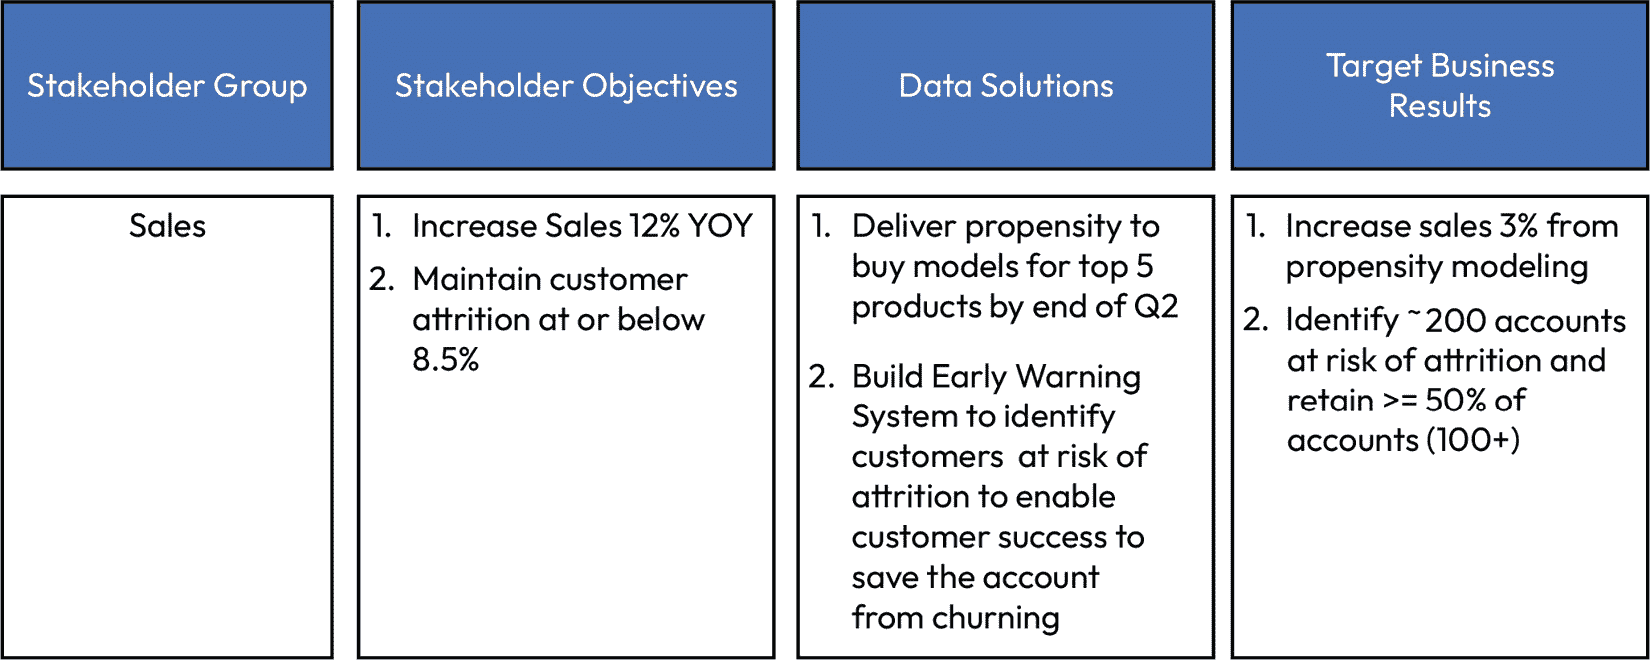 Stakeholder Group
Stakeholder Objectives
Data Solutions
Target Business
Results
Sales
1. Increase Sales 12% YOY
2. Maintain customer
attrition at or below
8.5%
1. Deliver propensity to
buy models for top 5
products by end of Q2
2. Build Early Warning
System to identify
customers at risk of
attrition to enable
customer success to
save the account
from churning
1. Increase sales 3% from
propensity modeling
2. Identify ~200 accounts
at risk of attrition and
retain >= 50% of
accounts (100+)